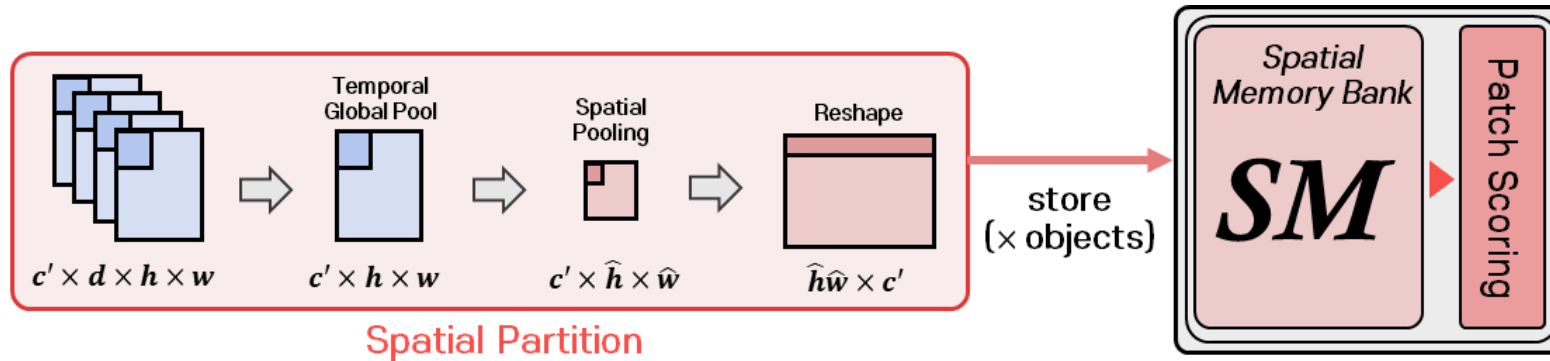 Temporal
Global Pool
Spatial
Pooling
Reshape
c′ × d × h × w
c′ × h × w
c′ × ĥ × ŵ
ĥŵ × c′
Spatial Partition
store
(× objects)
Spatial
Memory Bank
SM
Patch Scoring